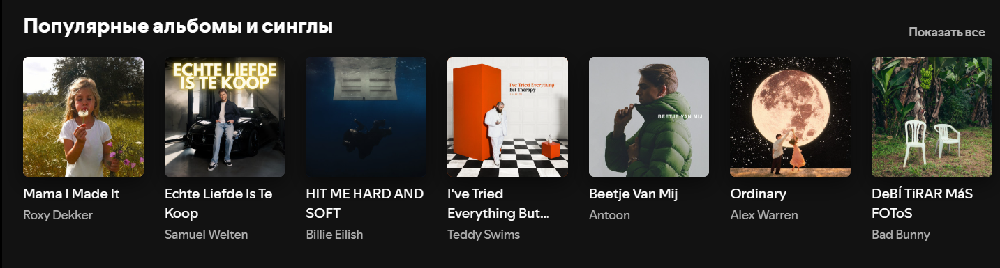 Популярные альбомы и синглы
Показать все
ECHTE LIEFDE
IS TE KOOP
I've Tried Everything
But Therapy
BEETJE VAN MIJ
Mama I Made It
Roxy Dekker
Echte Liefde Is Te
Koop
Samuel Welten
HIT ME HARD AND
SOFT
Billie Eilish
I've Tried
Everything But...
Teddy Swims
Beetje Van Mij
Antoon
Ordinary
Alex Warren
DeBÍ TiRAR MáS
FOToS
Bad Bunny